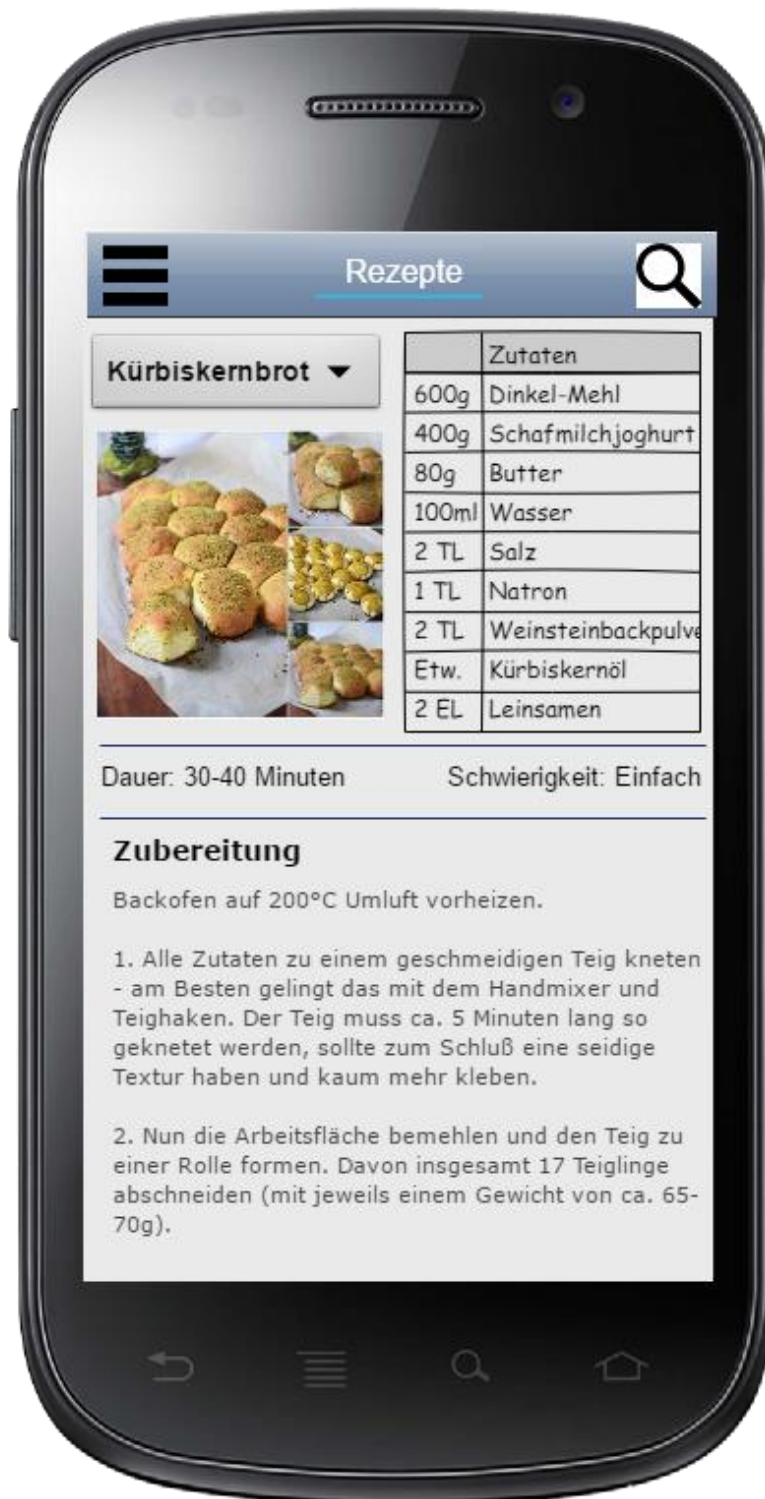 Rezepte
Kürbiskernbrot
Zutaten
600g Dinkel-Mehl
400g Schafmilchjoghurt
80g Butter
100ml Wasser
2 TL Salz
1 TL Natron
2 TL Weinsteinbackpulve
Etw. Kürbiskernöl
2 EL Leinsamen
Dauer: 30-40 Minuten Schwierigkeit: Einfach
Zubereitung
Backofen auf 200°C Umluft vorheizen.
1. Alle Zutaten zu einem geschmeidigen Teig kneten
- am Besten gelingt das mit dem Handmixer und
Teighaken. Der Teig muss ca. 5 Minuten lang so
geknetet werden, sollte zum Schluß eine seidige
Textur haben und kaum mehr kleben.
2. Nun die Arbeitsfläche bemehlen und den Teig zu
einer Rolle formen. Davon insgesamt 17 Teiglinge
abschneiden (mit jeweils einem Gewicht von ca. 65-
70g).